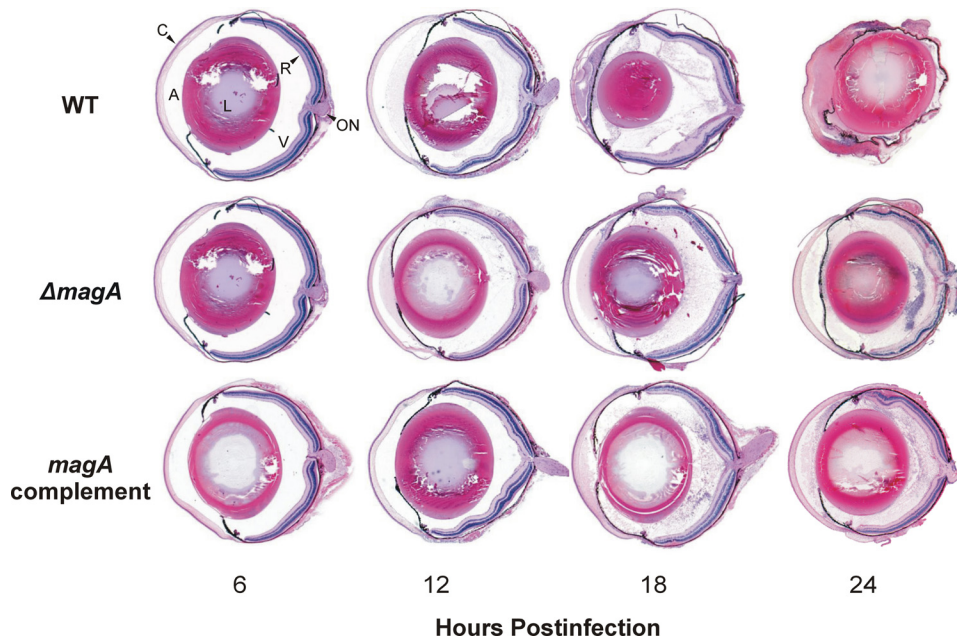 C
R
A
L
V
ON
WT
ΔmagA
magA
complement
6 12 18 24
Hours Postinfection